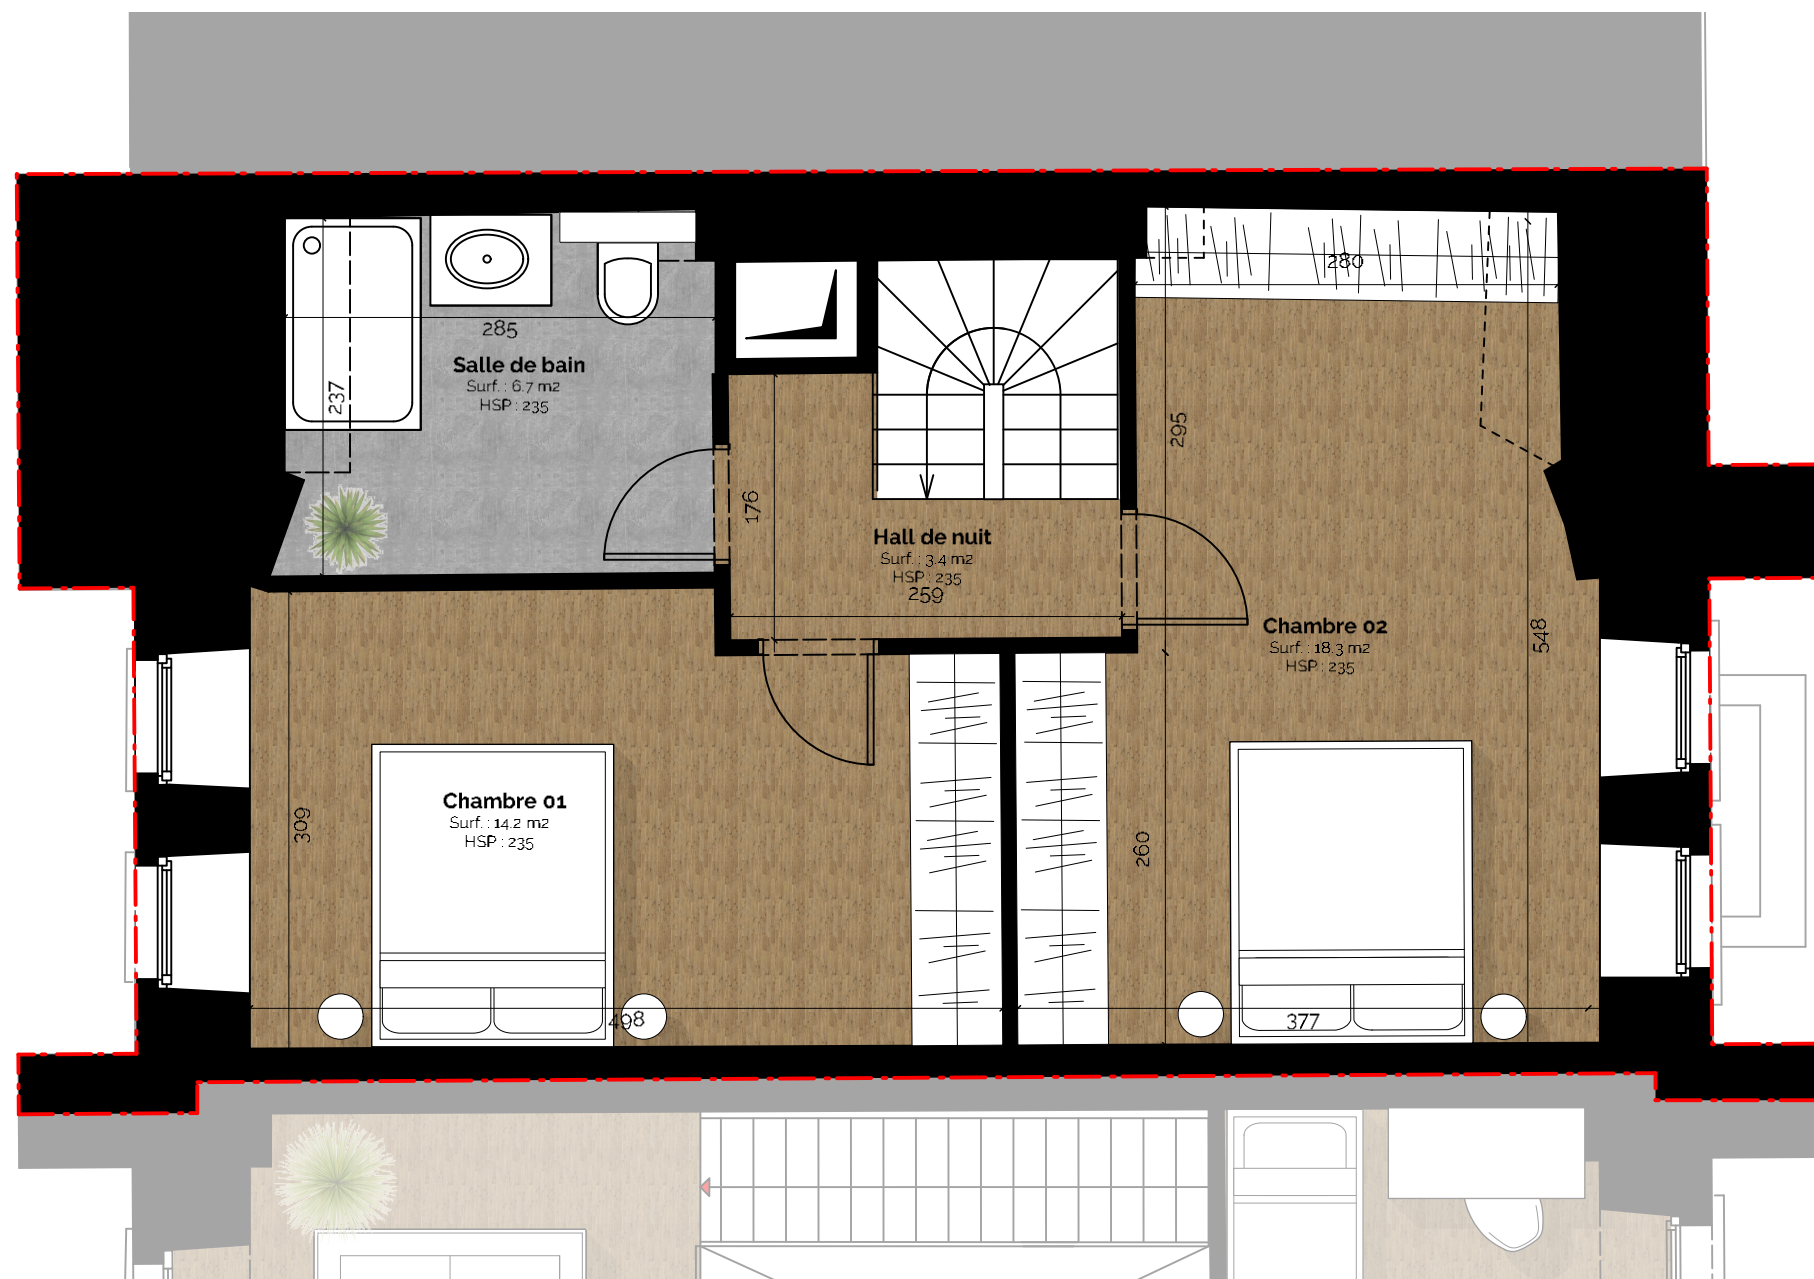 280
285
Salle de bain
Surf. : 6.7 m2
HSP : 235
237
295
176
Hall de nuit
Surf. : 3.4 m2
HSP : 235
259
Chambre 02
Surf. : 18.3 m2
HSP : 235
548
Chambre 01
Surf. : 14.2 m2
HSP : 235
309
260
498
377